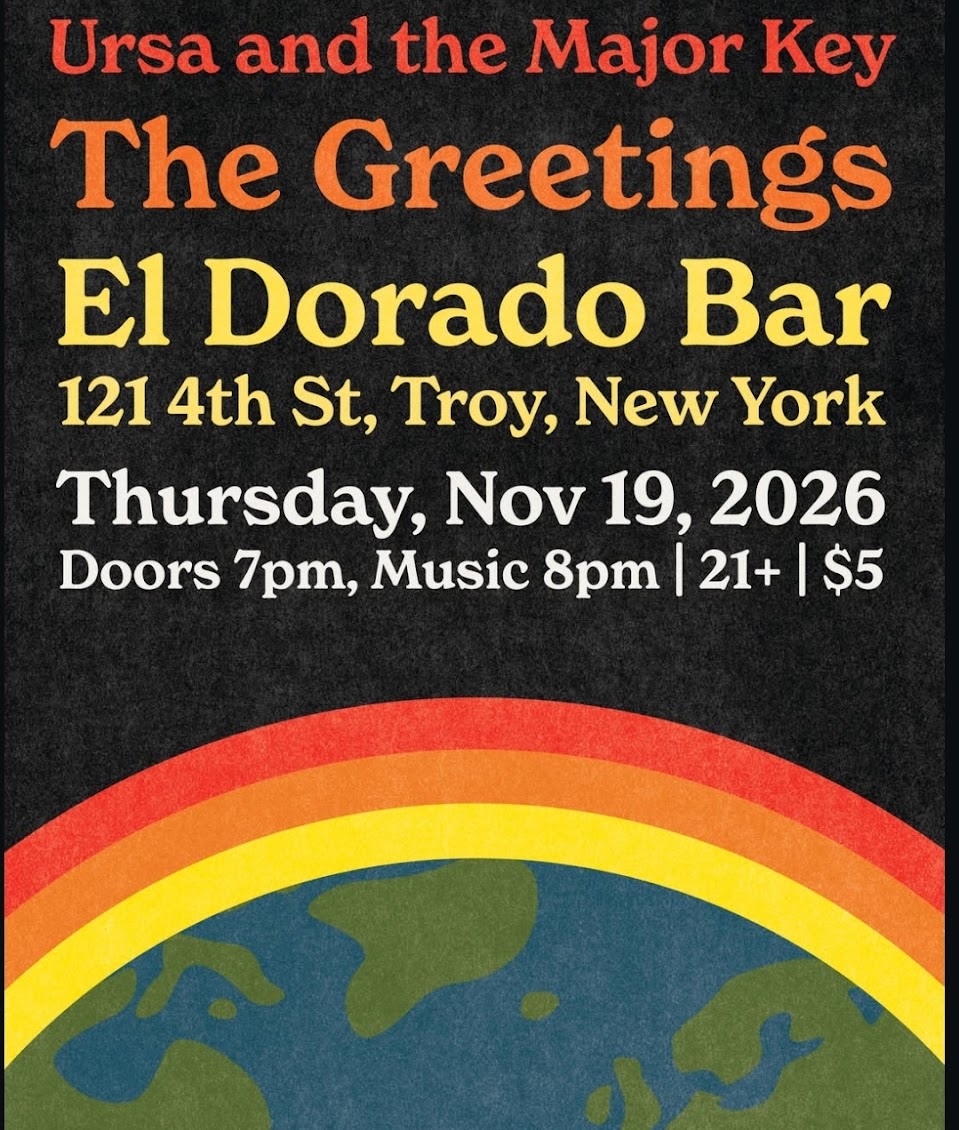 Ursa and the Major Key
The Greetings
El Dorado Bar
121 4th St, Troy, New York
Thursday, Nov 19, 2026
Doors 7pm, Music 8pm | 21+ | $5